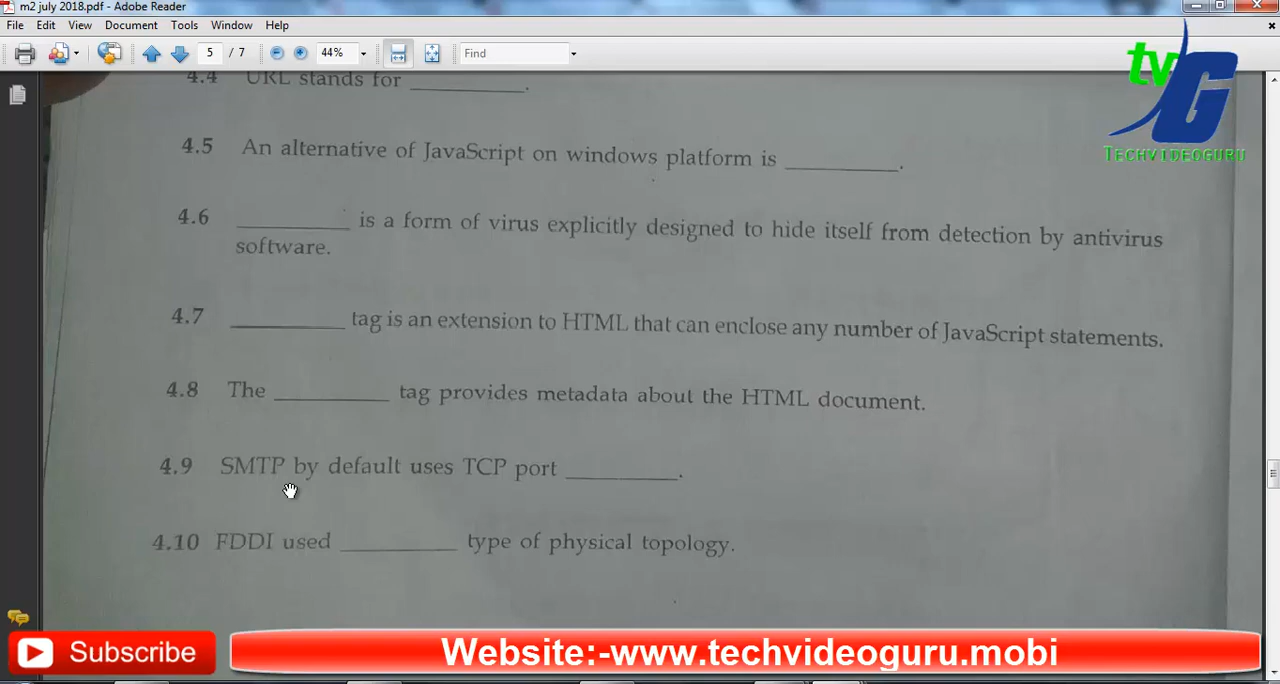 m2 july 2018.pdf - Adobe Reader
File Edit View Document Tools Window Help
5 / 7 44% Find
tv G
TECHVIDEOGURU
4.4 URL stands for __________.
4.5 An alternative of JavaScript on windows platform is __________.
4.6 __________ is a form of virus explicitly designed to hide itself from detection by antivirus
software.
4.7 __________ tag is an extension to HTML that can enclose any number of JavaScript statements.
4.8 The __________ tag provides metadata about the HTML document.
4.9 SMTP by default uses TCP port __________.
4.10 FDDI used __________ type of physical topology.
Subscribe
Website:-www.techvideoguru.mobi